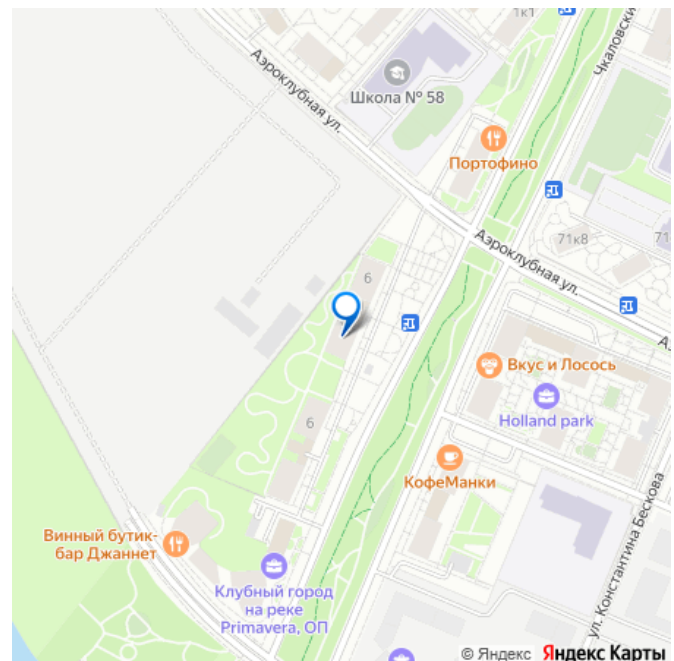 1к1
Чкаловски
Аэроклубная ул.
Школа № 58
Портофино
71к8
71
Аэроклубная ул.
6
А
Вкус и Лосось
Holland park
6
КофеМанки
Винный бутик-
бар Джаннет
Клубный город
на реке
Primavera, ОП
ул. Константина Бескова
© Яндекс Яндекс Карты